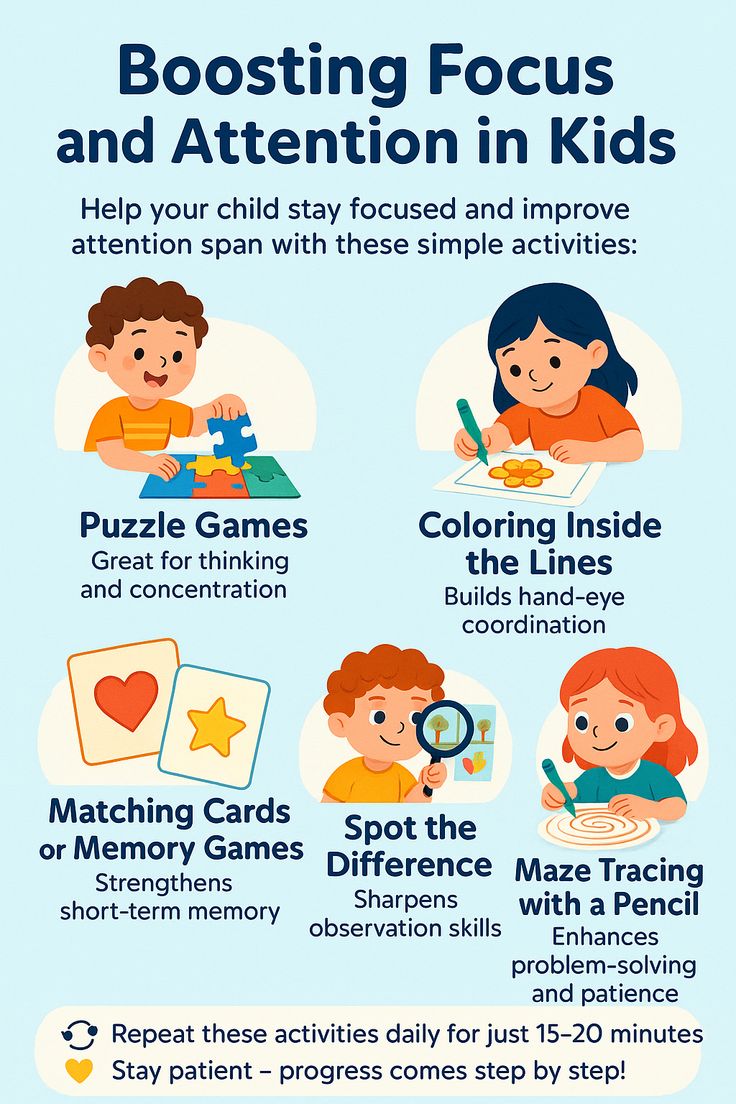 Boosting Focus
and Attention in Kids
Help your child stay focused and improve
attention span with these simple activities:
Puzzle Games
Great for thinking
and concentration
Coloring Inside
the Lines
Builds hand-eye
coordination
Matching Cards
or Memory Games
Strengthens
short-term memory
Spot the
Difference
Sharpens
observation skills
Maze Tracing
with a Pencil
Enhances
problem-solving
and patience
Repeat these activities daily for just 15–20 minutes
Stay patient – progress comes step by step!